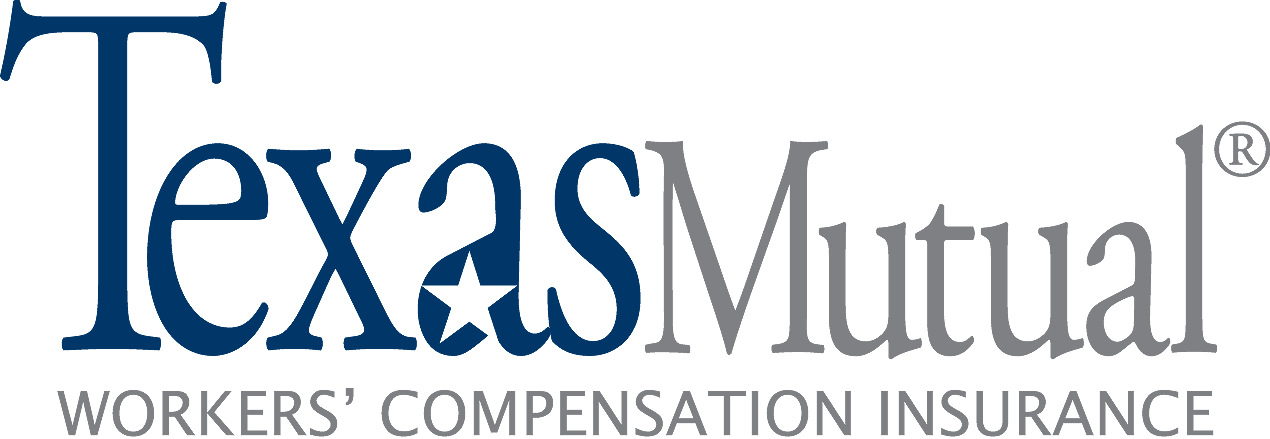 TexasMutual®
WORKERS’ COMPENSATION INSURANCE